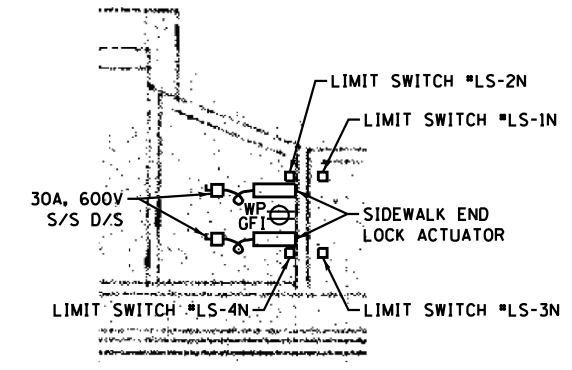 LIMIT SWITCH #LS-2N
LIMIT SWITCH #LS-1N
30A, 600V
S/S D/S
WP
GFI
SIDEWALK END
LOCK ACTUATOR
LIMIT SWITCH #LS-4N
LIMIT SWITCH #LS-3N